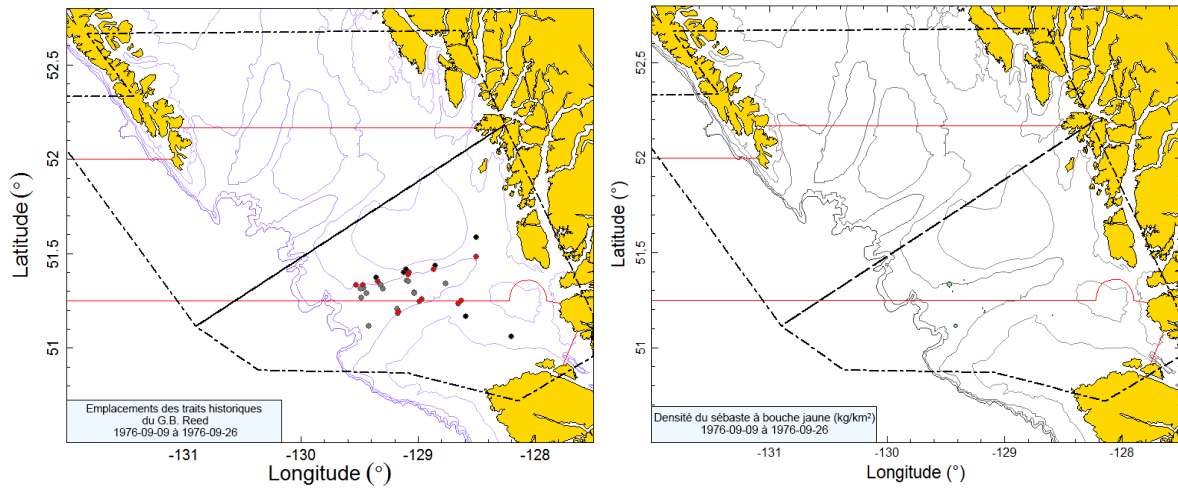 52.5
52
51.5
51
Latitude (°)
Emplacements des traits historiques
du G.B. Reed
1976-09-09 à 1976-09-26
-131
-130
-129
-128
Longitude (°)
52.5
52
51.5
51
Latitude (°)
Densité du sébaste à bouche jaune (kg/km²)
1976-09-09 à 1976-09-26
-131
-130
-129
-128
Longitude (°)